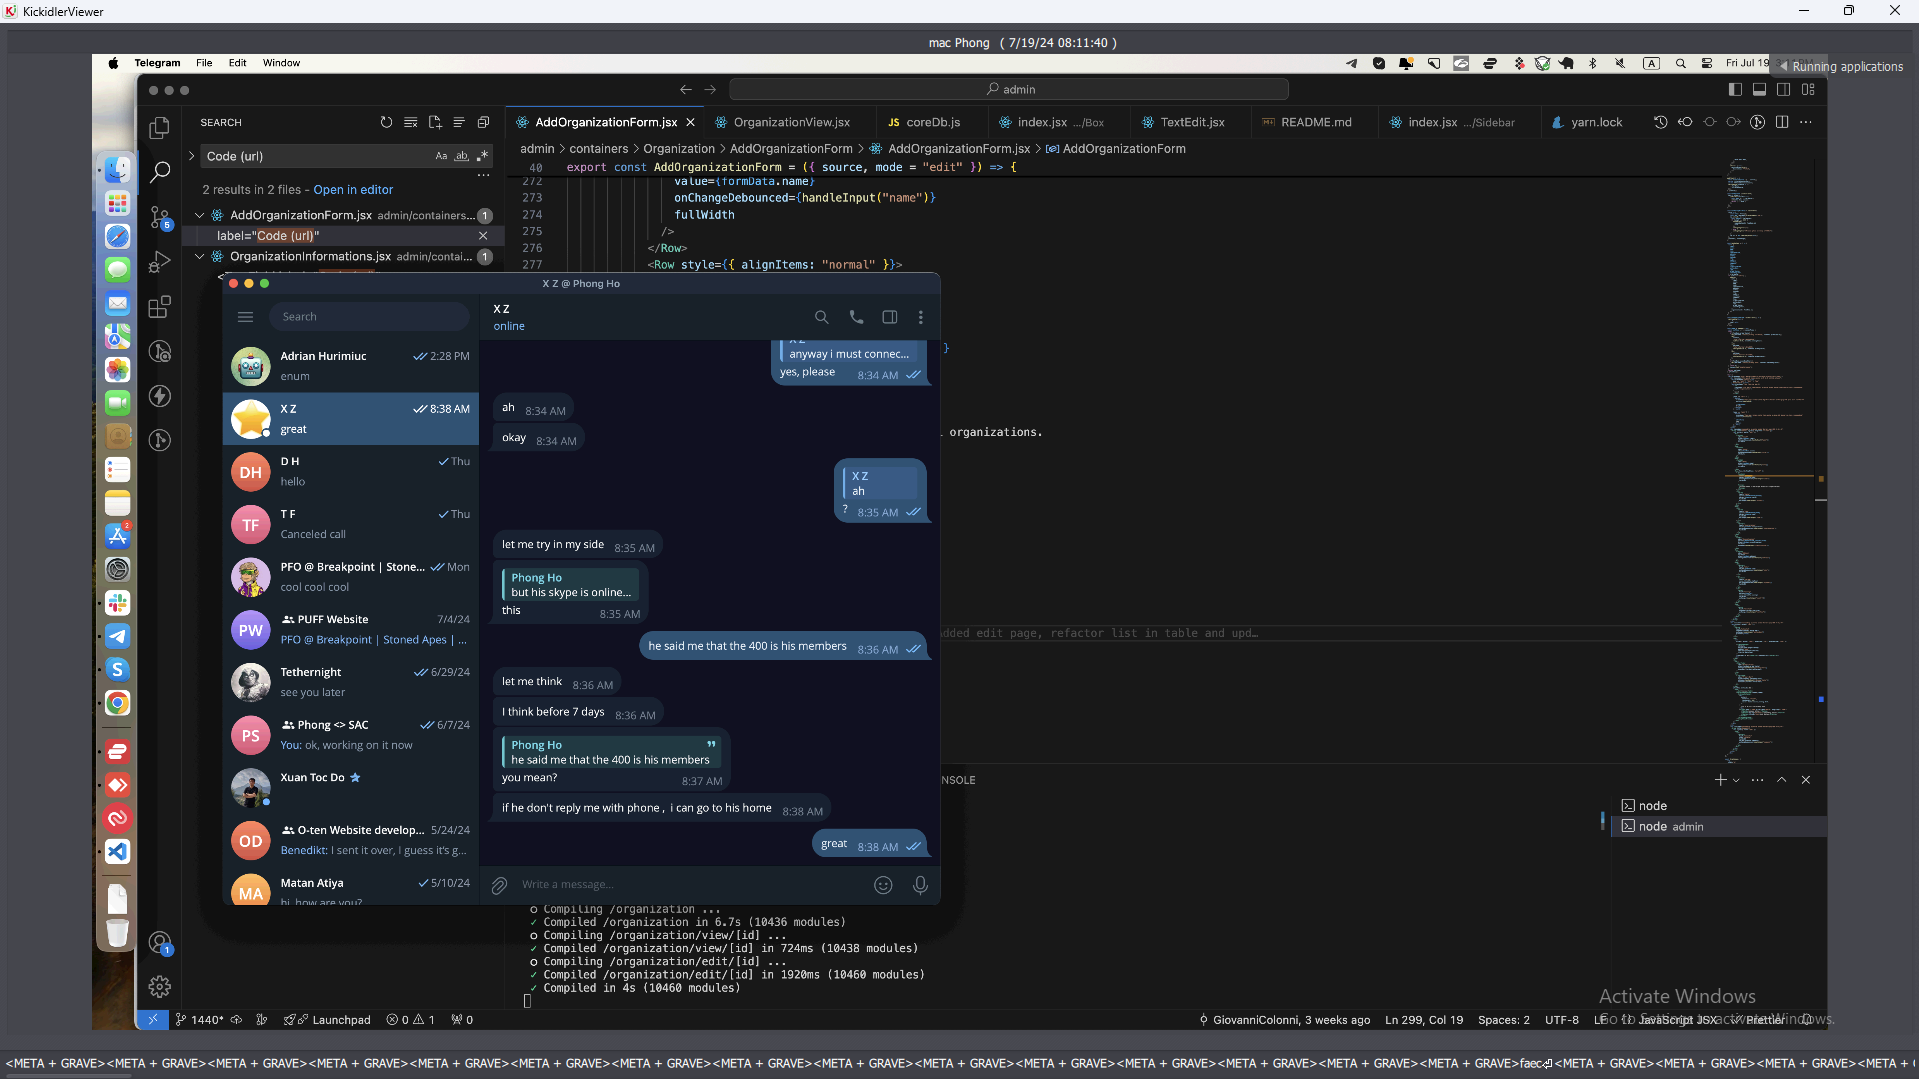 KickidlerViewer
mac Phong ( 7/19/24 08:11:40 )
Telegram File Edit Window
Fri Jul 19
Running applications
admin
SEARCH
AddOrganizationForm.jsx
OrganizationView.jsx
JS coreDb.js
index.jsx .../Box
TextEdit.jsx
README.md
index.jsx .../Sidebar
yarn.lock
Code (url)
Aa ab
2 results in 2 files - Open in editor
AddOrganizationForm.jsx admin/containers... 1
label="Code (url)"
OrganizationInformations.jsx admin/contai... 1
5
admin > containers > Organization > AddOrganizationForm > AddOrganizationForm.jsx > AddOrganizationForm
40 export const AddOrganizationForm = ({ source, mode = "edit" }) => {
272 value={formData.name}
273 onChangeDebounced={handleInput("name")}
274 fullWidth
275 />
276 </Row>
277 <Row style={{ alignItems: "normal" }}>
}
organizations.
dded edit page, refactor list in table and upd…
X Z @ Phong Ho
Search
Adrian Hurimiuc 2:28 PM
enum
X Z 8:38 AM
great
DH
D H Thu
hello
TF
T F Thu
Canceled call
PFO @ Breakpoint | Stone... Mon
cool cool cool
PW
PUFF Website 7/4/24
PFO @ Breakpoint | Stoned Apes | ...
Tethernight 6/29/24
see you later
PS
Phong <> SAC 6/7/24
You: ok, working on it now
Xuan Toc Do
OD
O-ten Website develop... 5/24/24
Benedikt: I sent it over, I guess it's g...
MA
Matan Atiya 5/10/24
hi, how are you?
X Z
online
X Z
anyway i must connec...
yes, please 8:34 AM
ah 8:34 AM
okay 8:34 AM
X Z
ah
? 8:35 AM
let me try in my side 8:35 AM
Phong Ho
but his skype is online...
this 8:35 AM
he said me that the 400 is his members 8:36 AM
let me think 8:36 AM
I think before 7 days 8:36 AM
Phong Ho
he said me that the 400 is his members
you mean? 8:37 AM
if he don't reply me with phone , i can go to his home 8:38 AM
great 8:38 AM
Write a message...
NSOLE
node
node admin
○ Compiling /organization ...
✓ Compiled /organization in 6.7s (10436 modules)
○ Compiling /organization/view/[id] ...
✓ Compiled /organization/view/[id] in 724ms (10438 modules)
○ Compiling /organization/edit/[id] ...
✓ Compiled /organization/edit/[id] in 1920ms (10460 modules)
✓ Compiled in 4s (10460 modules)
2
1
Activate Windows
Go to Settings to activate Windows.
1440* Launchpad 0 1 0
GiovanniColonni, 3 weeks ago Ln 299, Col 19 Spaces: 2 UTF-8 LF JavaScript JSX Prettier
<META + GRAVE><META + GRAVE><META + GRAVE><META + GRAVE><META + GRAVE><META + GRAVE><META + GRAVE><META + GRAVE><META + GRAVE><META + GRAVE><META + GRAVE><META + GRAVE><META + GRAVE><META + GRAVE><META + GRAVE>faec⏎<META + GRAVE><META + GRAVE><META + GRAVE><META +